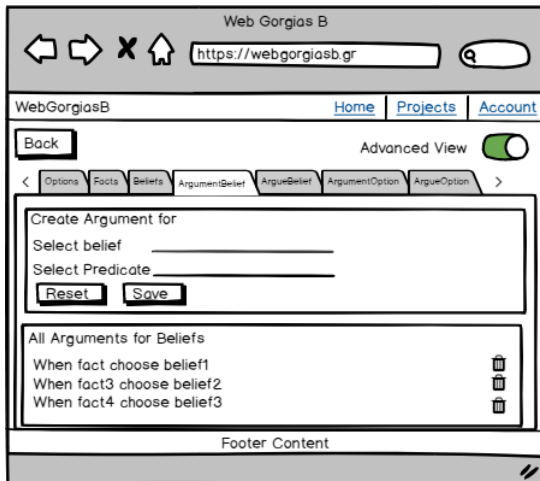 Web Gorgias B
https://webgorgiasb.gr
WebGorgiasB Home Projects Account
Back Advanced View
Options Facts Beliefs ArgumentBelief ArgueBelief ArgumentOption ArgueOption
Create Argument for
Select belief
Select Predicate
Reset Save
All Arguments for Beliefs
When fact choose belief1
When fact3 choose belief2
When fact4 choose belief3
Footer Content